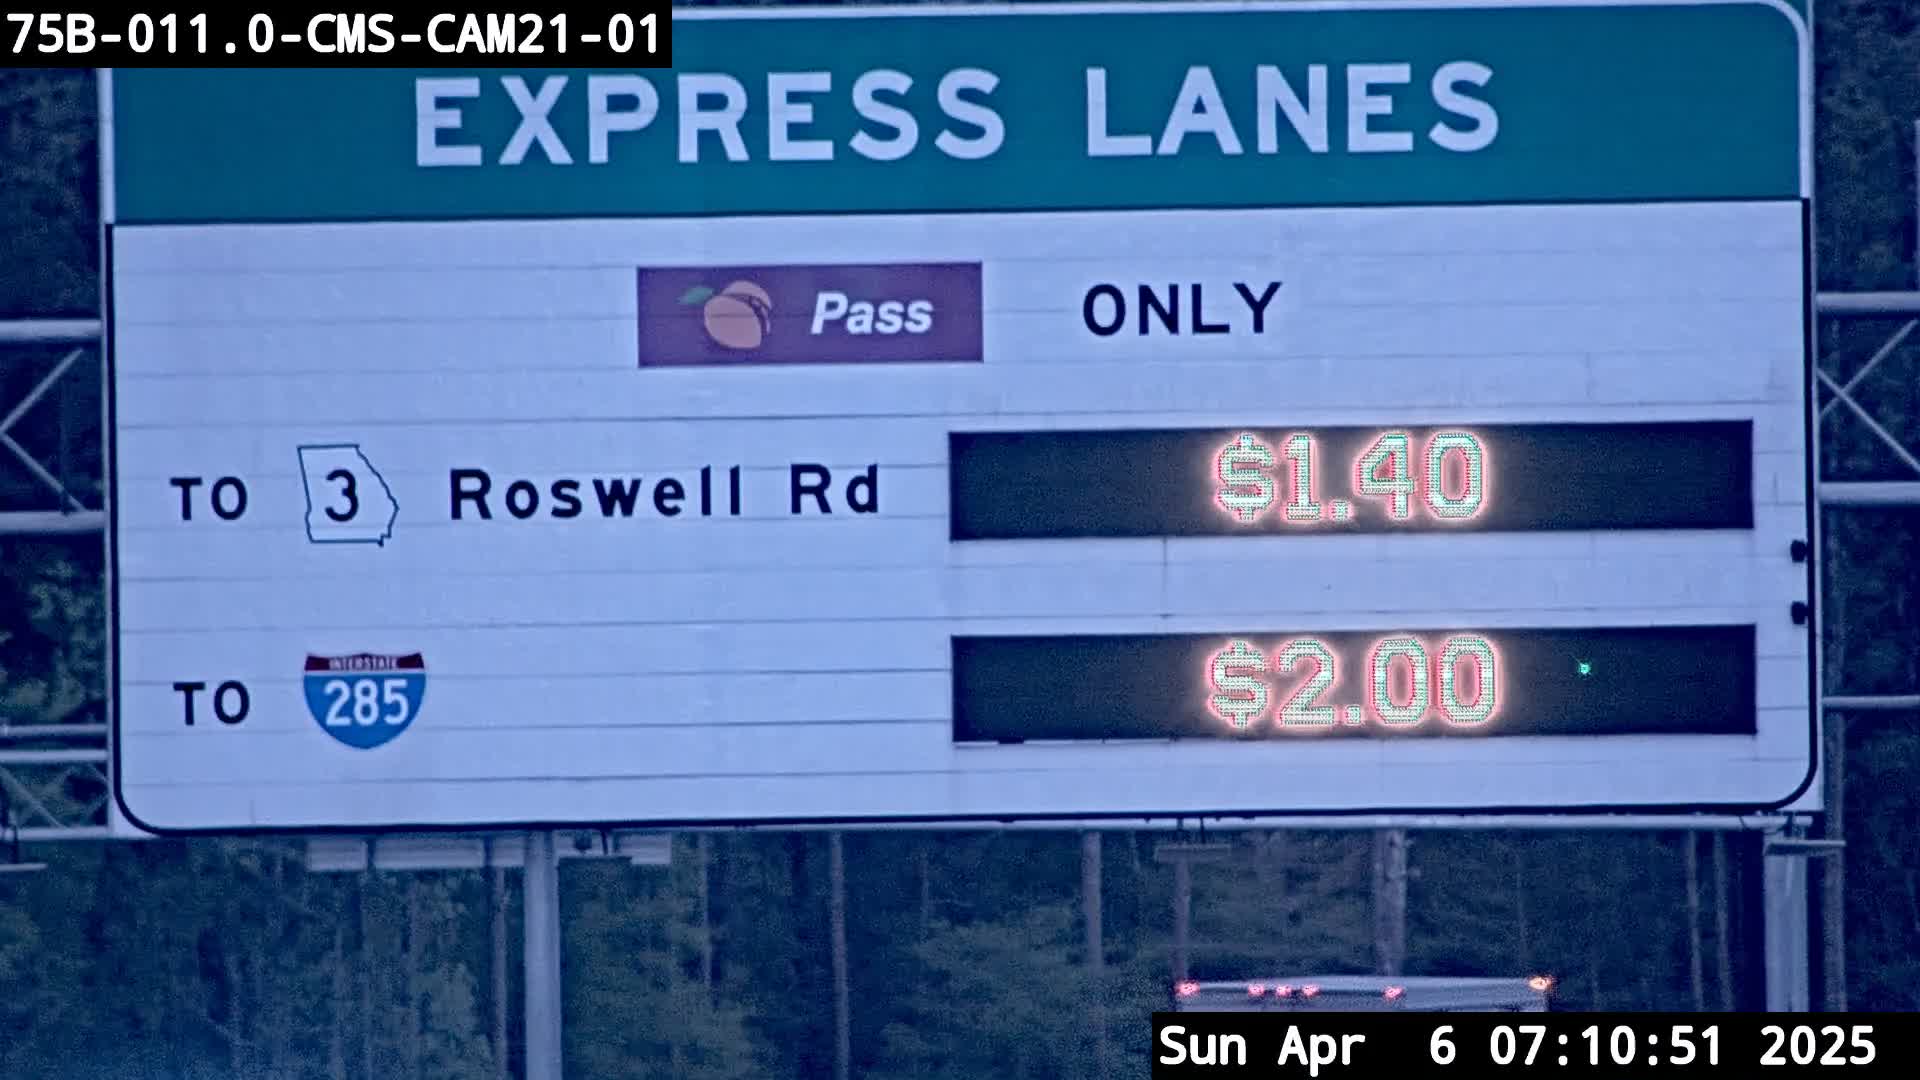 75B-011.0-CMS-CAM21-01
EXPRESS LANES
Pass ONLY
TO 3 Roswell Rd $1.40
TO INTERSTATE 285 $2.00
Sun Apr 6 07:10:51 2025